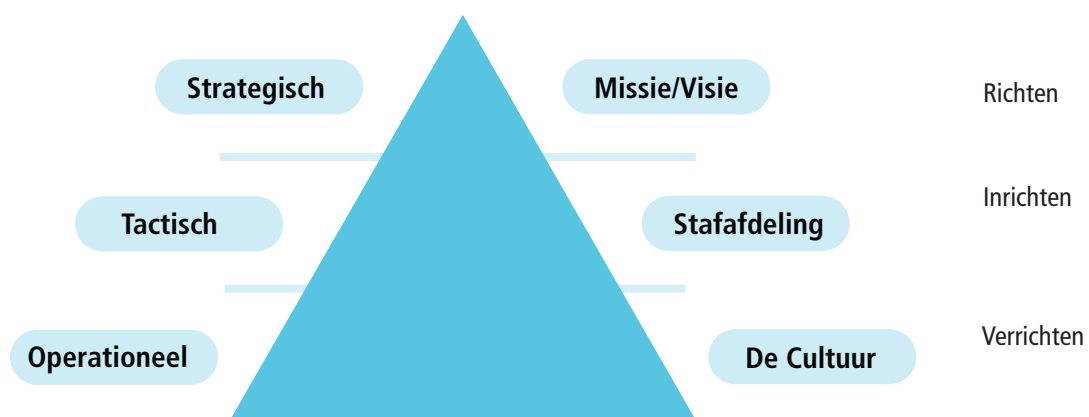 Strategisch
Missie/Visie
Richten
Tactisch
Stafafdeling
Inrichten
Operationeel
De Cultuur
Verrichten